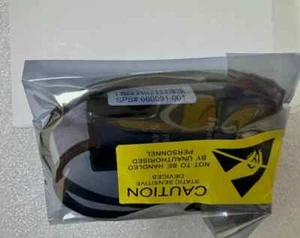 SPS# 660091-001
CAUTION
STATIC SENSITIVE
DEVICES
NOT TO BE HANDLED
BY UNAUTHORISED
PERSONNEL